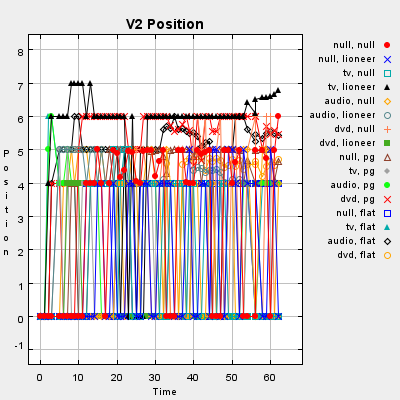 V2 Position
8
7
6
5
4
3
2
1
0
-1
Position
0
10
20
30
40
50
60
Time
null, null
null, lioneer
tv, null
tv, lioneer
audio, null
audio, lioneer
dvd, null
dvd, lioneer
null, pg
tv, pg
audio, pg
dvd, pg
null, flat
tv, flat
audio, flat
dvd, flat